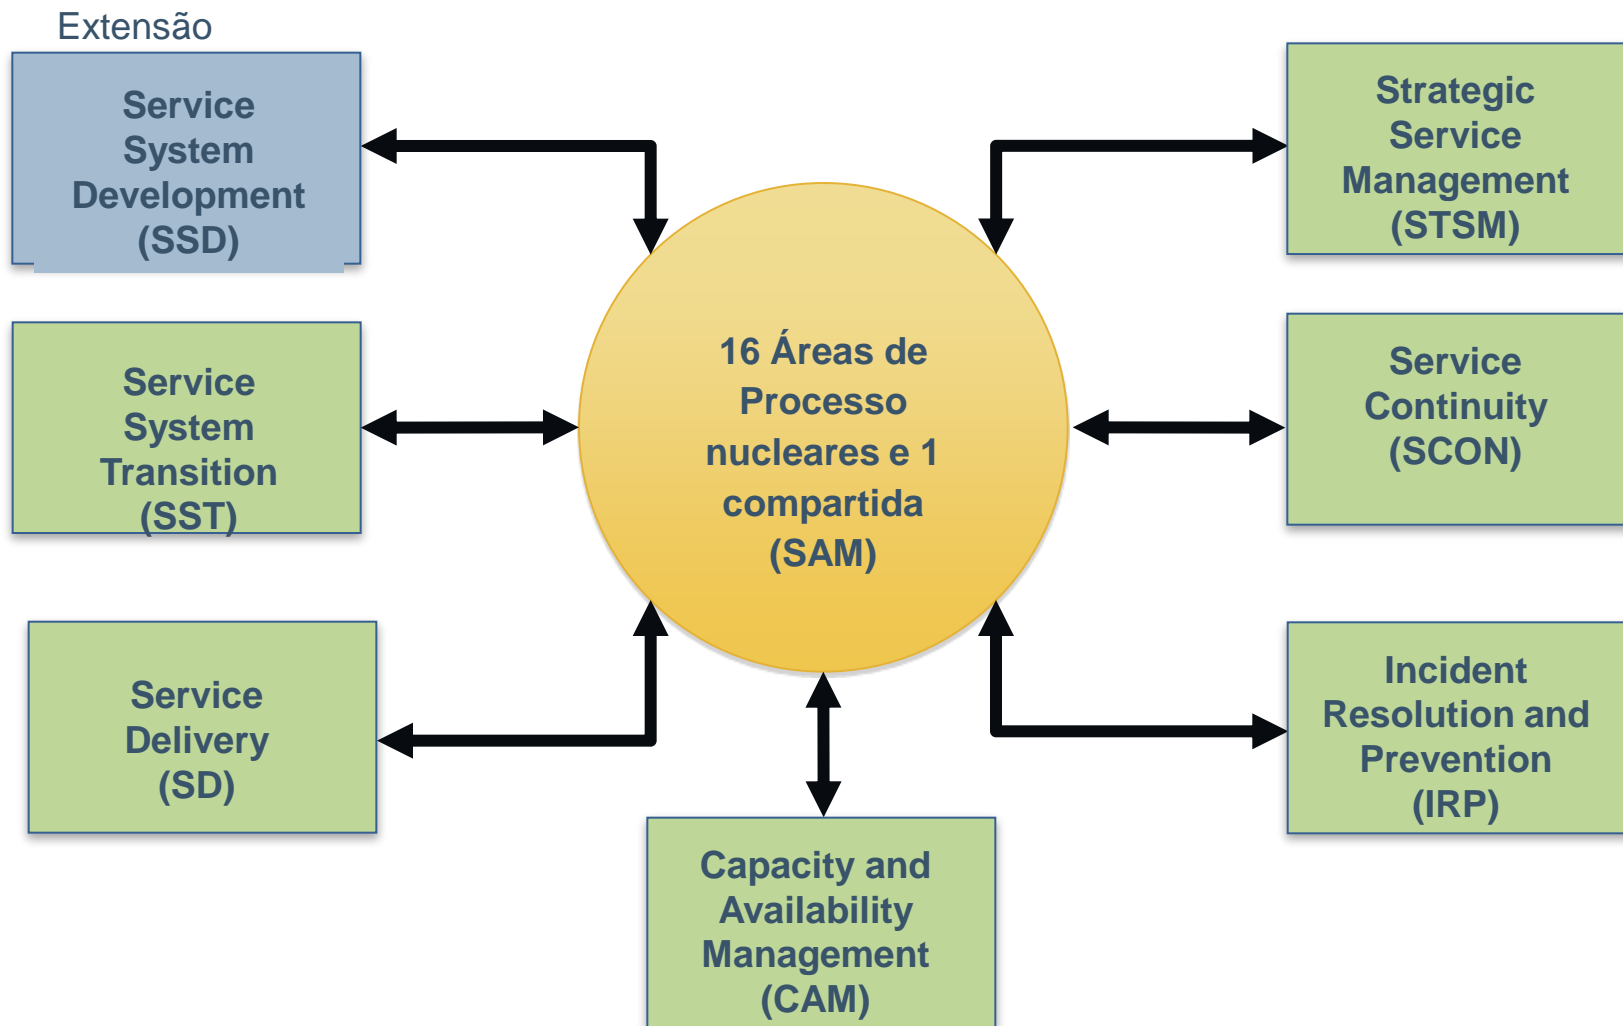 Extensão
Service
System
Development
(SSD)
Service
System
Transition
(SST)
Service
Delivery
(SD)
16 Áreas de
Processo
nucleares e 1
compartida
(SAM)
Capacity and
Availability
Management
(CAM)
Strategic
Service
Management
(STSM)
Service
Continuity
(SCON)
Incident
Resolution and
Prevention
(IRP)